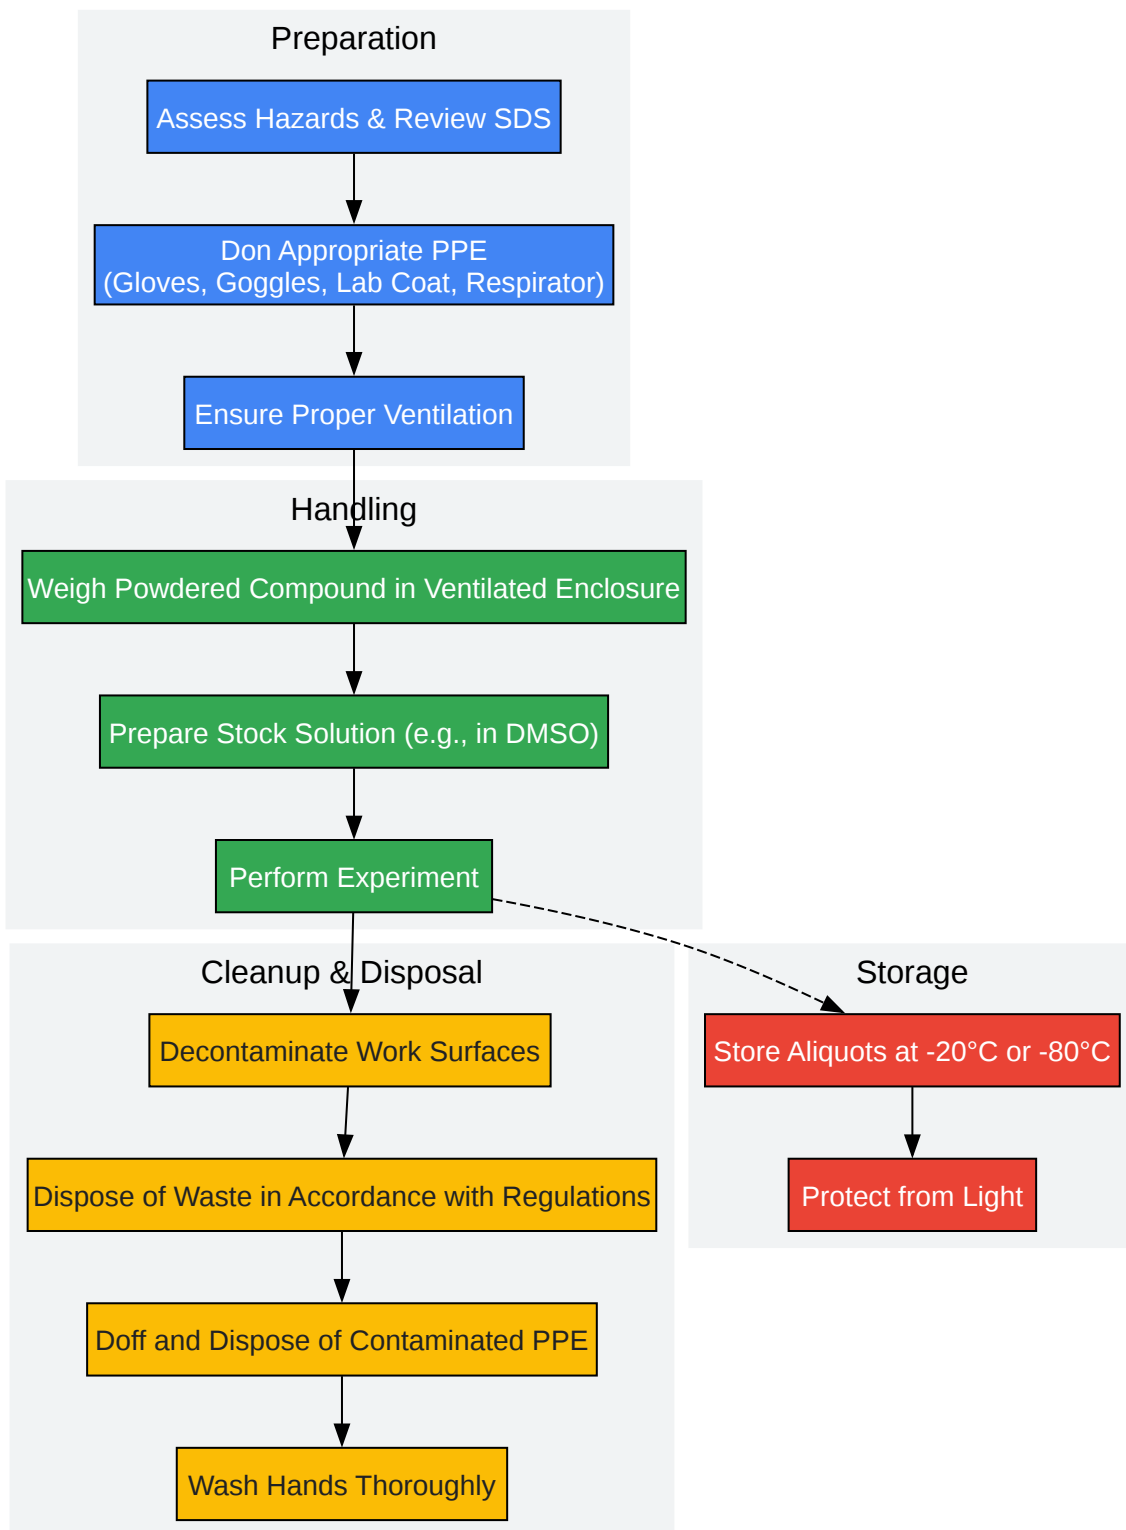 Preparation
Assess Hazards & Review SDS
Don Appropriate PPE
(Gloves, Goggles, Lab Coat, Respirator)
Ensure Proper Ventilation
Handling
Weigh Powdered Compound in Ventilated Enclosure
Prepare Stock Solution (e.g., in DMSO)
Perform Experiment
Cleanup & Disposal
Decontaminate Work Surfaces
Dispose of Waste in Accordance with Regulations
Doff and Dispose of Contaminated PPE
Wash Hands Thoroughly
Storage
Store Aliquots at -20°C or -80°C
Protect from Light